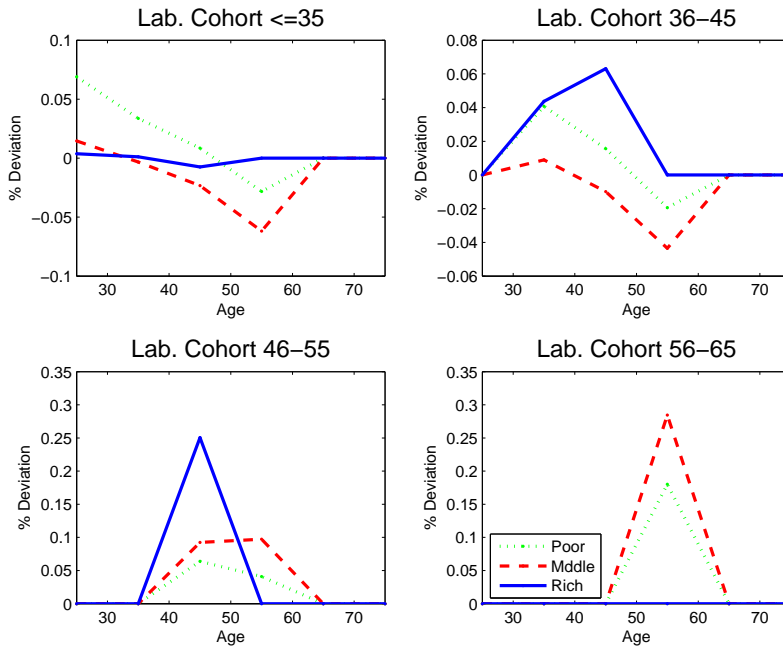 Lab. Cohort <=35
0.1
0.05
0
−0.05
−0.1
% Deviation
30 40 50 60 70
Age
Lab. Cohort 36−45
0.08
0.06
0.04
0.02
0
−0.02
−0.04
−0.06
% Deviation
30 40 50 60 70
Age
Lab. Cohort 46−55
0.35
0.3
0.25
0.2
0.15
0.1
0.05
0
% Deviation
30 40 50 60 70
Age
Lab. Cohort 56−65
0.35
0.3
0.25
0.2
0.15
0.1
0.05
0
% Deviation
30 40 50 60 70
Age
Poor
Mddle
Rich